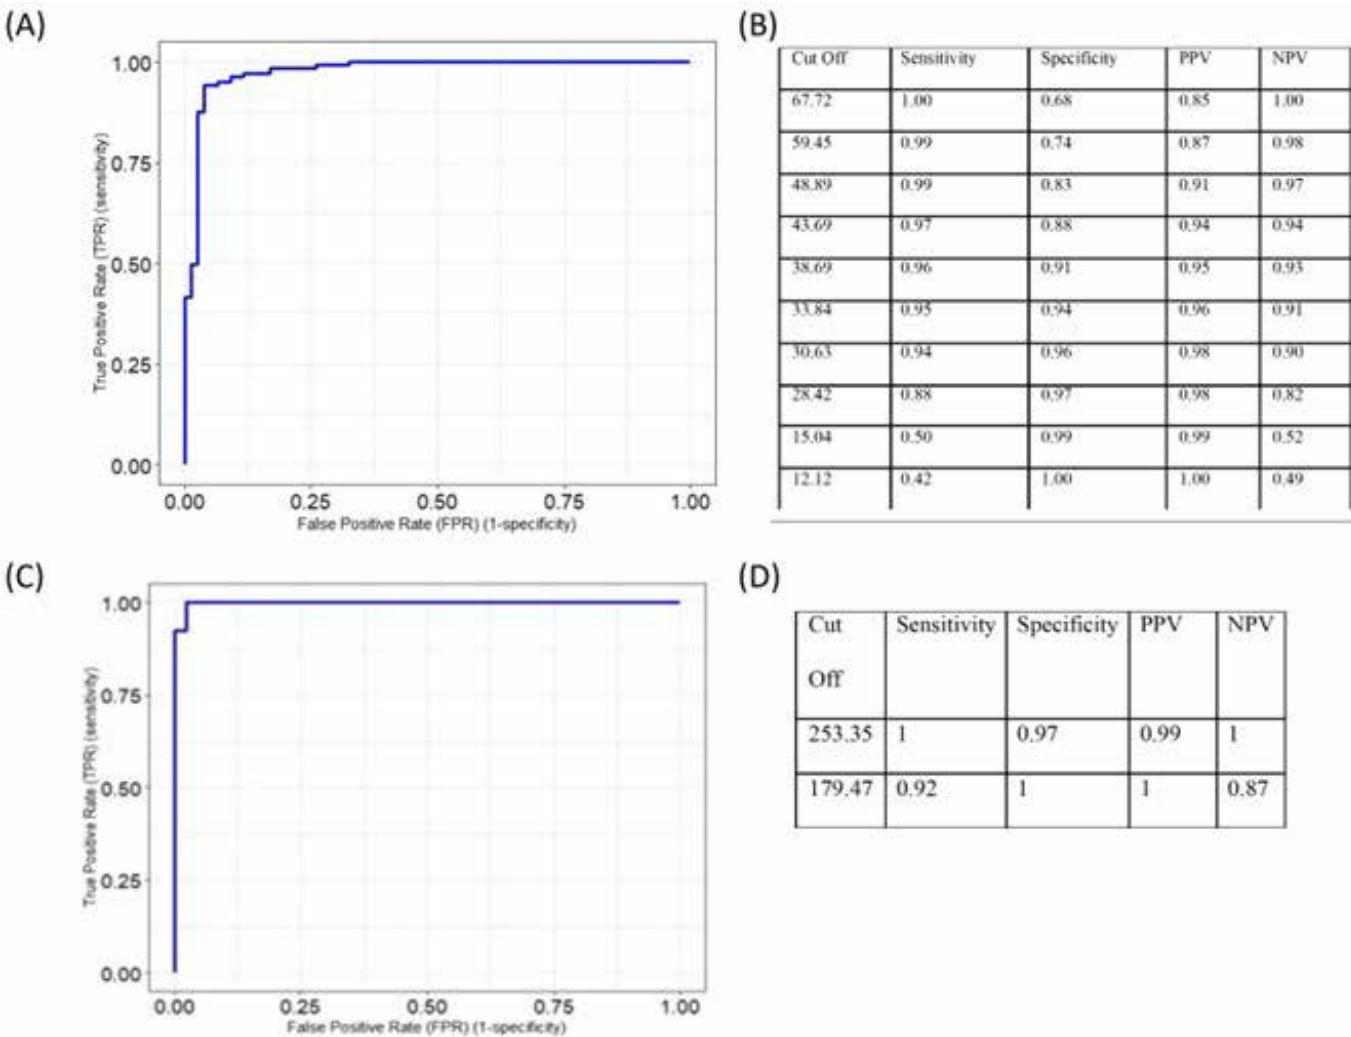 (A)
1.00
0.75
0.50
0.25
0.00
True Positive Rate (TPR) (sensitivity)
0.00 0.25 0.50 0.75 1.00
False Positive Rate (FPR) (1-specificity)
(B)
Cut Off Sensitivity Specificity PPV NPV
67.72 1.00 0.68 0.85 1.00
59.45 0.99 0.74 0.87 0.98
48.89 0.99 0.83 0.91 0.97
43.69 0.97 0.88 0.94 0.94
38.69 0.96 0.91 0.95 0.93
33.84 0.95 0.94 0.96 0.91
30.63 0.94 0.96 0.98 0.90
28.42 0.88 0.97 0.98 0.82
15.04 0.50 0.99 0.99 0.52
12.12 0.42 1.00 1.00 0.49
(C)
1.00
0.75
0.50
0.25
0.00
True Positive Rate (TPR) (sensitivity)
0.00 0.25 0.50 0.75 1.00
False Positive Rate (FPR) (1-specificity)
(D)
Cut Sensitivity Specificity PPV NPV
Off
253.35 1 0.97 0.99 1
179.47 0.92 1 1 0.87